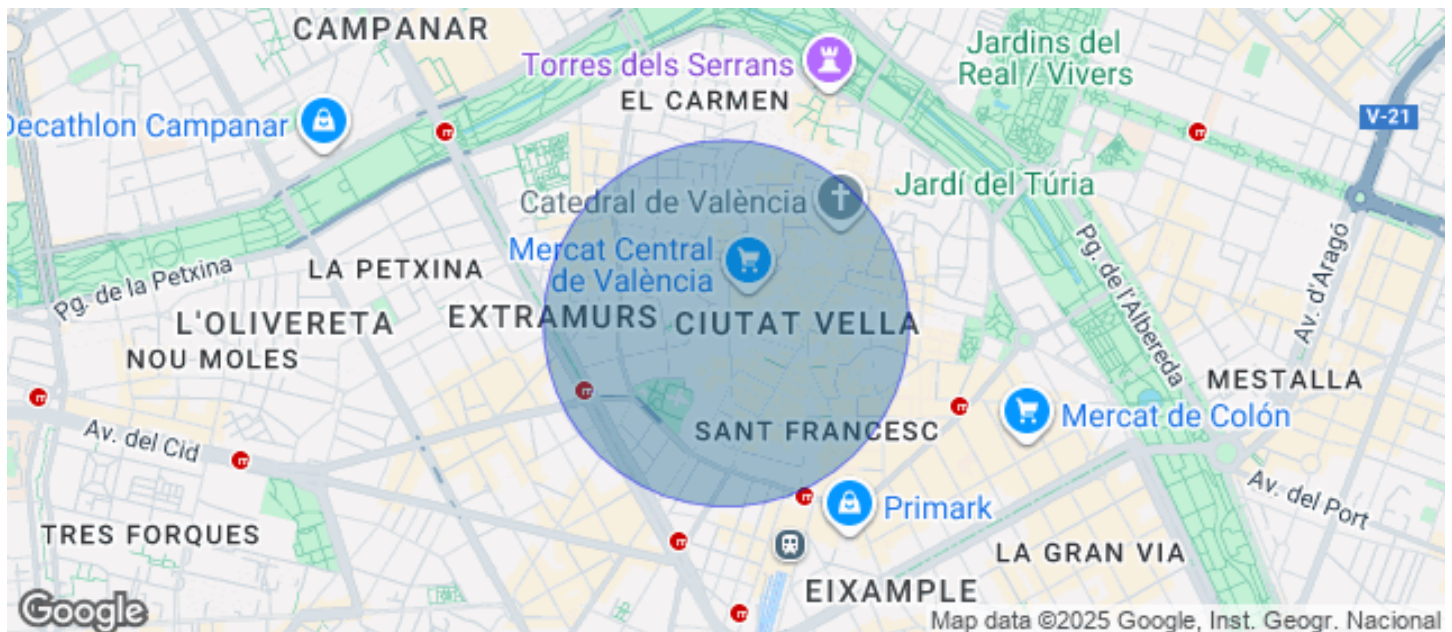 CAMPANAR
Torres dels Serrans
EL CARMEN
Jardins del
Real / Vivers
V-21
Decathlon Campanar
Catedral de València
Jardí del Túria
Mercat Central
de València
Pg. de la Petxina
LA PETXINA
L'OLIVERETA
EXTRAMURS
CIUTAT VELLA
NOU MOLES
Pg. de l'Albereda
Av. d'Aragó
MESTALLA
Mercat de Colón
Av. del Cid
SANT FRANCESC
Primark
Av. del Port
TRES FORQUES
LA GRAN VIA
EIXAMPLE
Google
Map data ©2025 Google, Inst. Geogr. Nacional